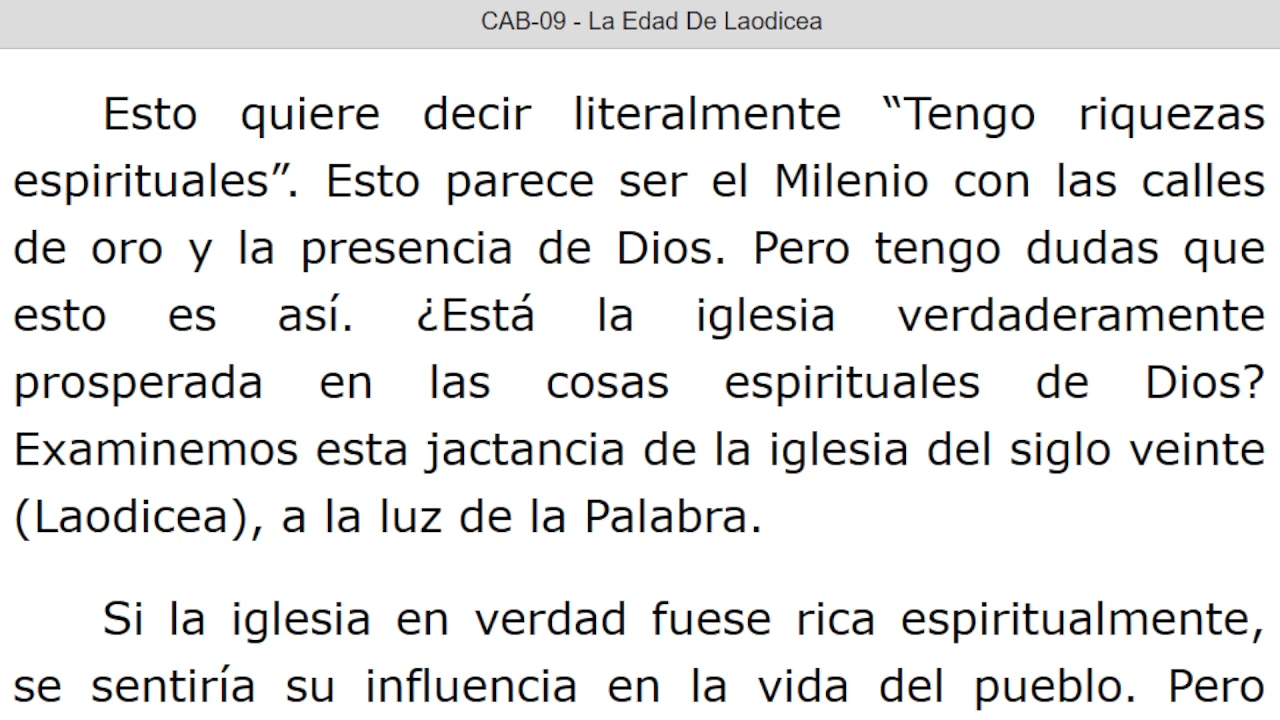 CAB-09 - La Edad De Laodicea
Esto quiere decir literalmente “Tengo riquezas
espirituales”. Esto parece ser el Milenio con las calles
de oro y la presencia de Dios. Pero tengo dudas que
esto es así. ¿Está la iglesia verdaderamente
prosperada en las cosas espirituales de Dios?
Examinemos esta jactancia de la iglesia del siglo veinte
(Laodicea), a la luz de la Palabra.
Si la iglesia en verdad fuese rica espiritualmente,
se sentiría su influencia en la vida del pueblo. Pero